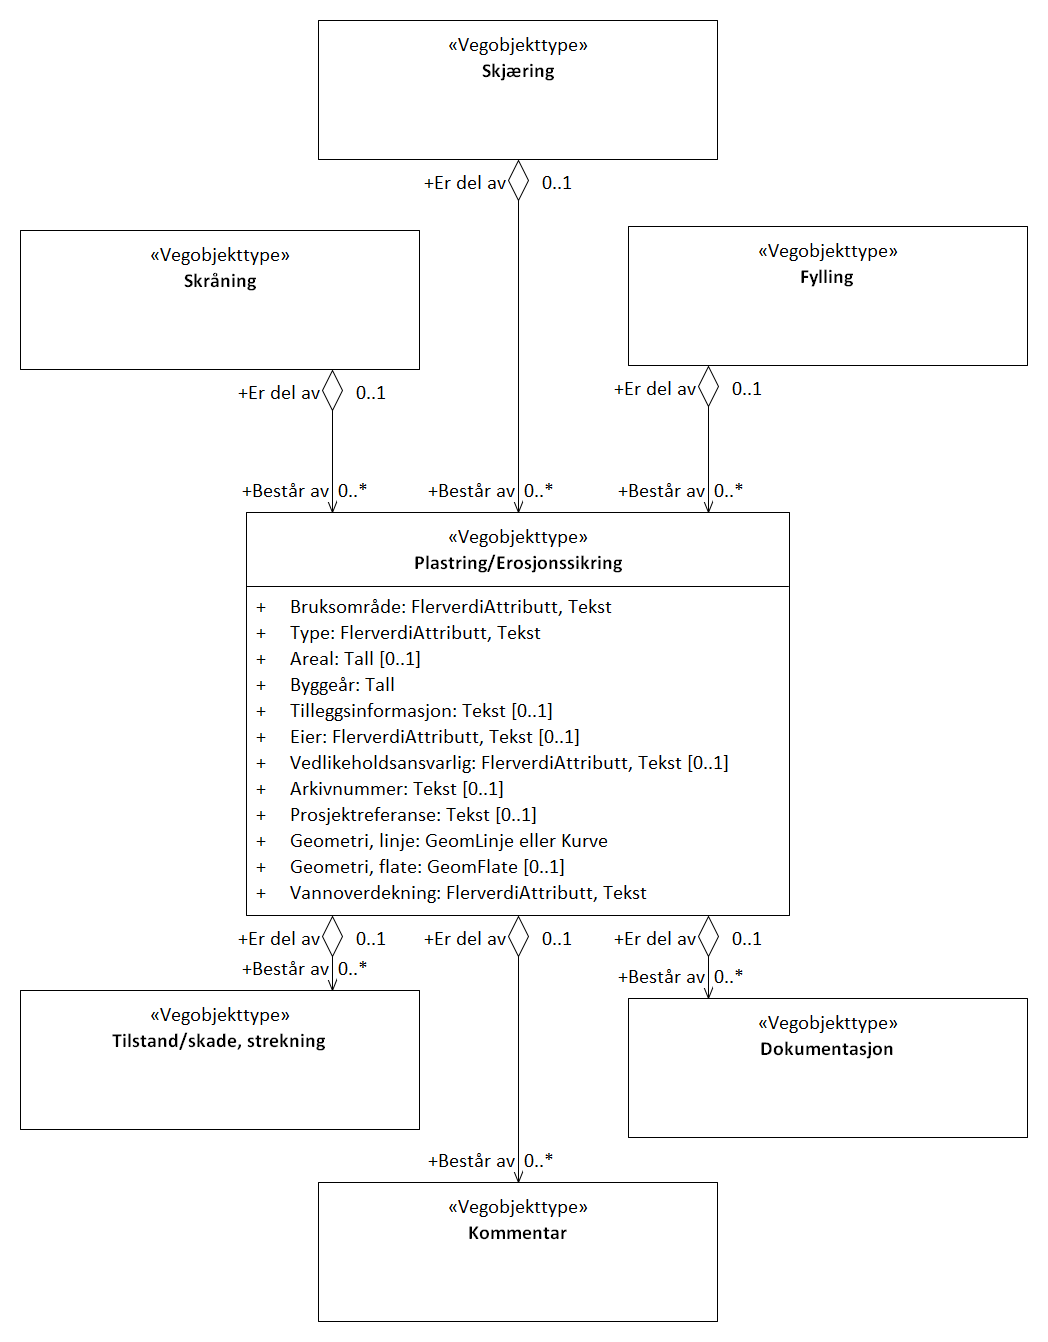 «Vegobjekttype»
Skjæring
+Er del av 0..1
«Vegobjekttype»
Skråning
+Er del av 0..1
«Vegobjekttype»
Fylling
+Er del av 0..1
+Består av 0..*
+Består av 0..*
+Består av 0..*
«Vegobjekttype»
Plastring/Erosjonssikring
+ Bruksområde: FlerverdiAttributt, Tekst
+ Type: FlerverdiAttributt, Tekst
+ Areal: Tall [0..1]
+ Byggeår: Tall
+ Tilleggsinformasjon: Tekst [0..1]
+ Eier: FlerverdiAttributt, Tekst [0..1]
+ Vedlikeholdsansvarlig: FlerverdiAttributt, Tekst [0..1]
+ Arkivnummer: Tekst [0..1]
+ Prosjektreferanse: Tekst [0..1]
+ Geometri, linje: GeomLinje eller Kurve
+ Geometri, flate: GeomFlate [0..1]
+ Vannoverdekning: FlerverdiAttributt, Tekst
+Er del av 0..1
+Er del av 0..1
+Er del av 0..1
+Består av 0..*
+Består av 0..*
«Vegobjekttype»
Tilstand/skade, strekning
«Vegobjekttype»
Dokumentasjon
+Består av 0..*
«Vegobjekttype»
Kommentar